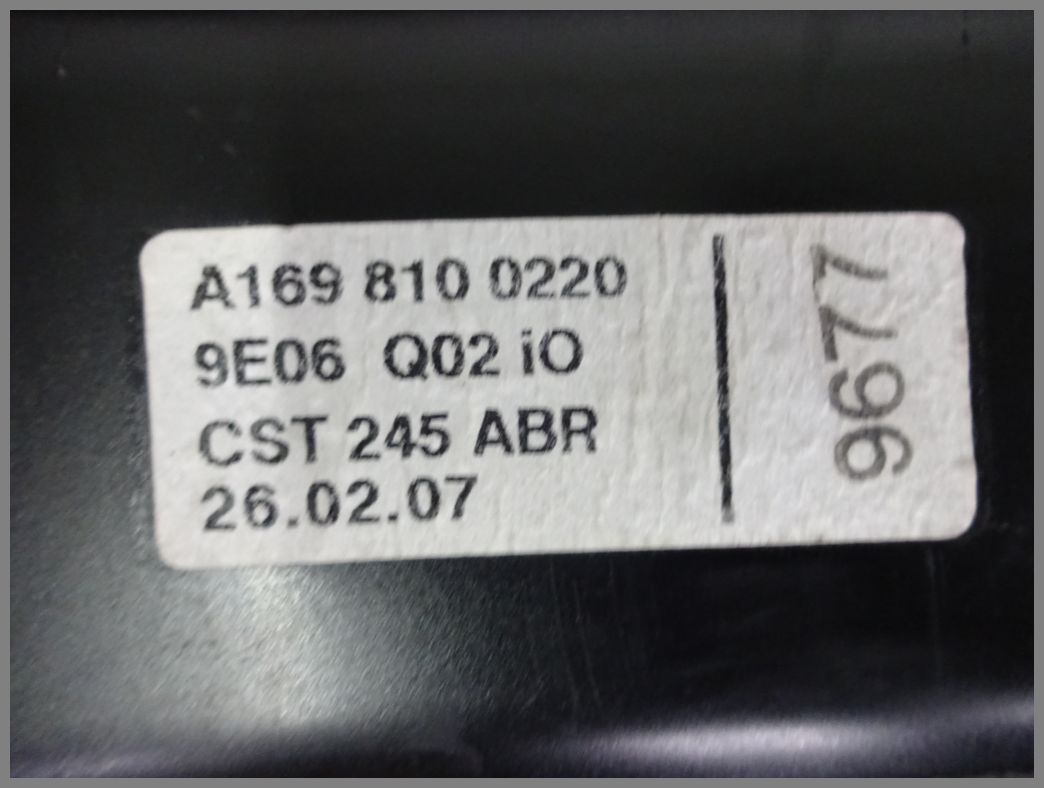 A169 810 0220
9E06 Q02 iO
CST 245 ABR
26.02.07
9677